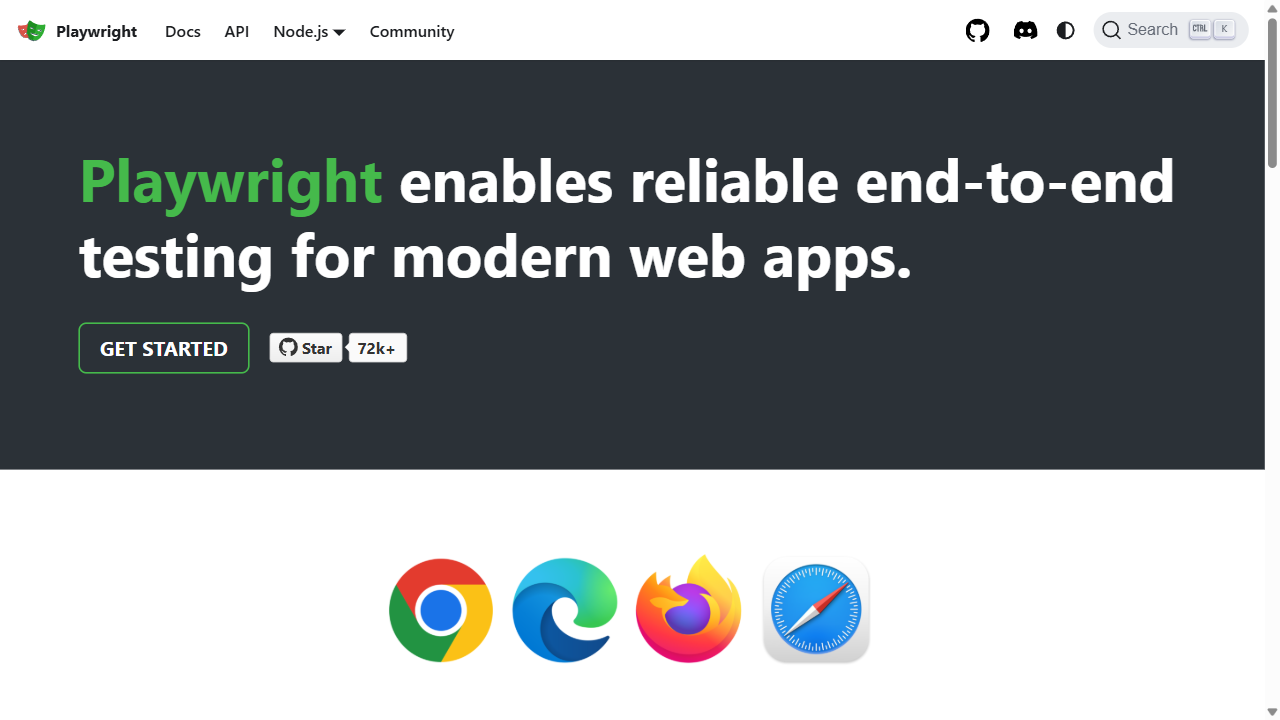 Playwright
Docs
API
Node.js
Community
Search
CTRL
K
Playwright enables reliable end-to-end
testing for modern web apps.
GET STARTED
Star
72k+